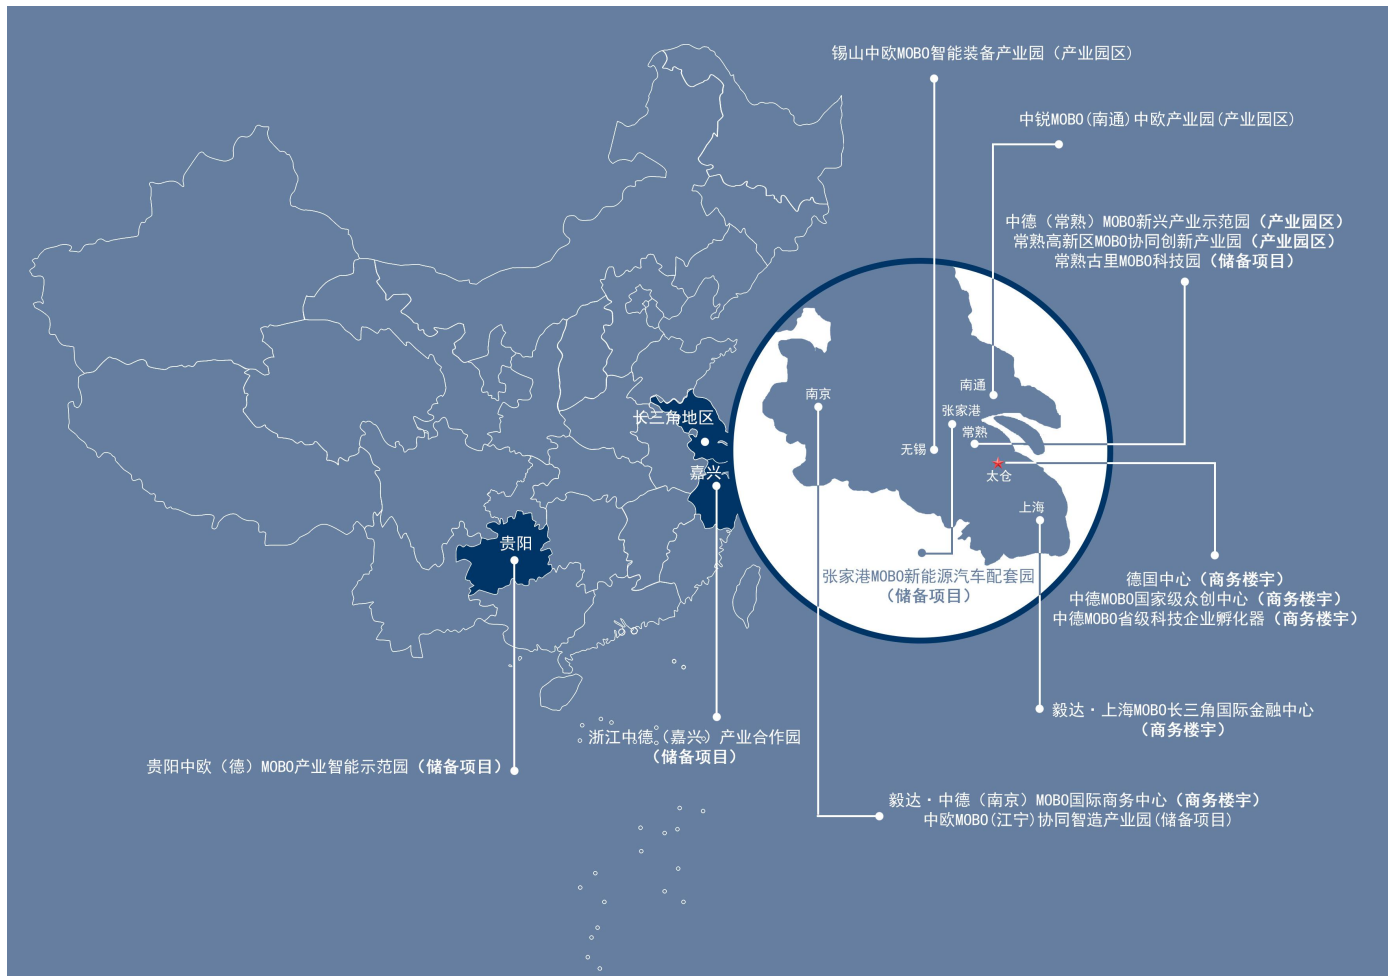 锡山中欧MOBO智能装备产业园（产业园区）
中锐MOBO(南通)中欧产业园(产业园区)
中德（常熟）MOBO新兴产业示范园（产业园区）
常熟高新区MOBO协同创新产业园（产业园区）
常熟古里MOBO科技园（储备项目）
南通
南京
张家港
长三角地区
常熟
无锡
嘉兴
太仓
上海
贵阳
张家港MOBO新能源汽车配套园
（储备项目）
德国中心（商务楼宇）
中德MOBO国家级众创中心（商务楼宇）
中德MOBO省级科技企业孵化器（商务楼宇）
毅达·上海MOBO长三角国际金融中心
（商务楼宇）
浙江中德（嘉兴）产业合作园
（储备项目）
贵阳中欧（德）MOBO产业智能示范园（储备项目）
毅达·中德（南京）MOBO国际商务中心（商务楼宇）
中欧MOBO(江宁)协同智造产业园(储备项目)